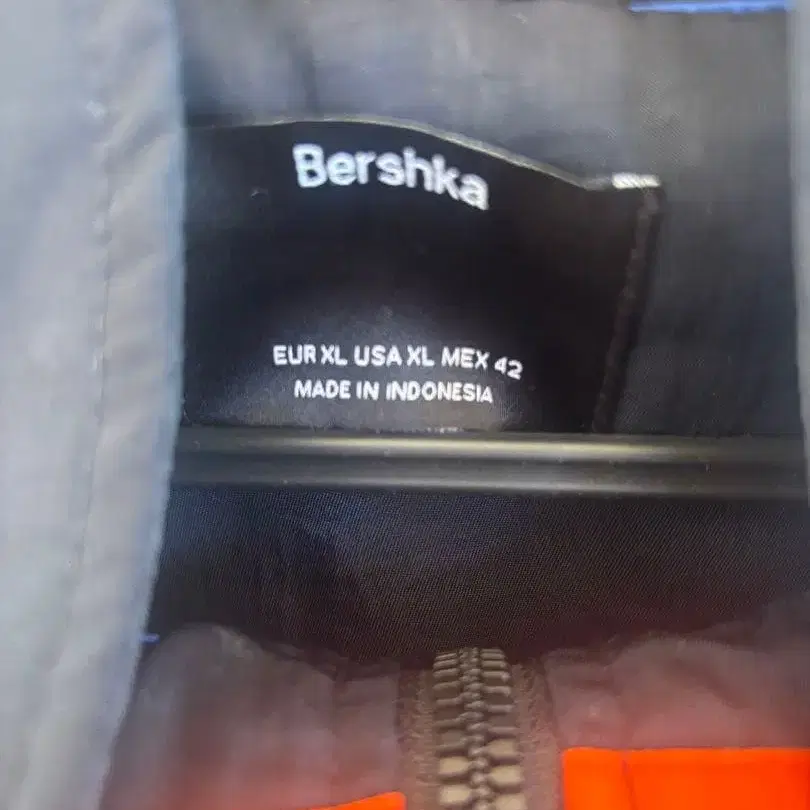 Bershka
EUR XL USA XL MEX 42
MADE IN INDONESIA